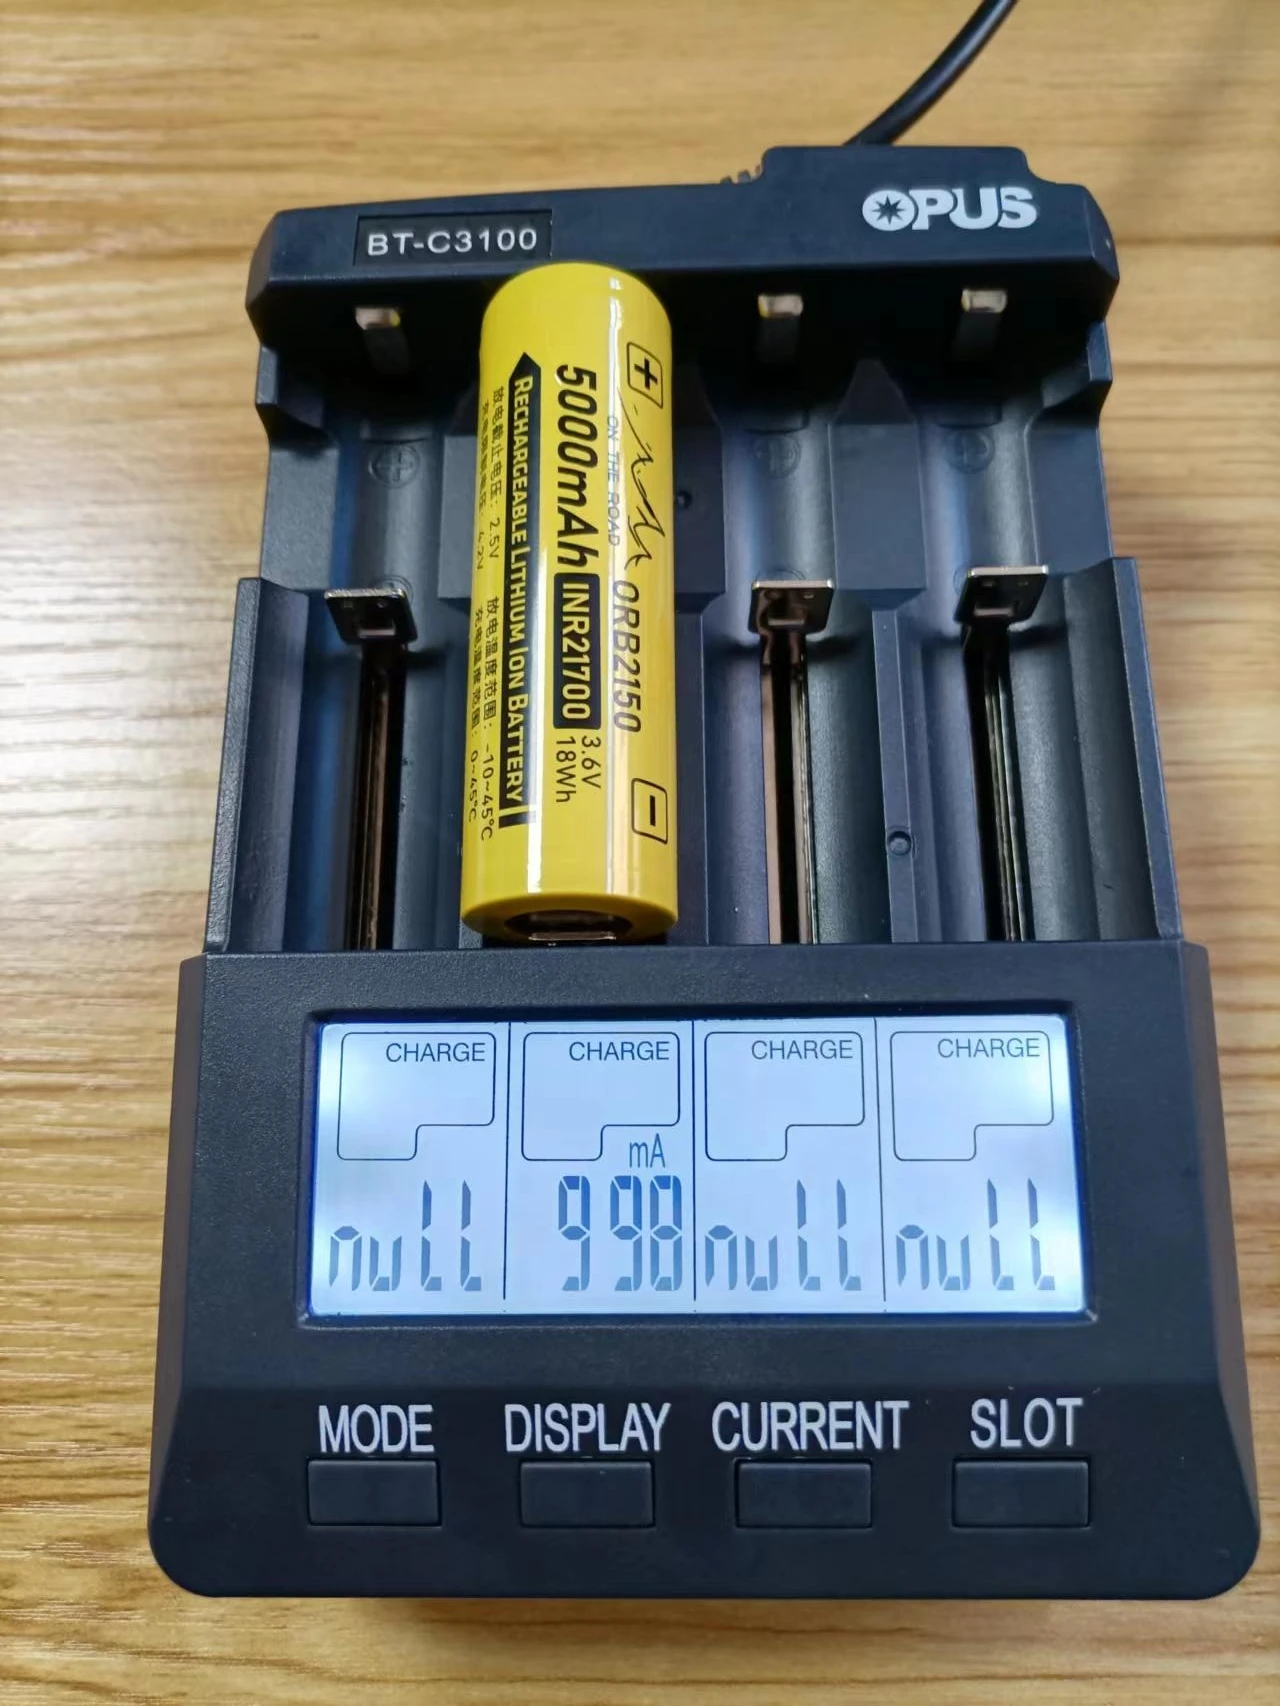 OPUS
BT-C3100
+
ON THE ROAD
ORB2150
-
5000mAh INR21700 3.6V
18Wh
RECHARGEABLE LITHIUM ION BATTERY
放电截止电压: 2.5V 放电温度范围: -10~45°C
4.2V 充电温度范围: 0~45°C
CHARGE CHARGE CHARGE CHARGE
mA
null 998 null null
MODE DISPLAY CURRENT SLOT